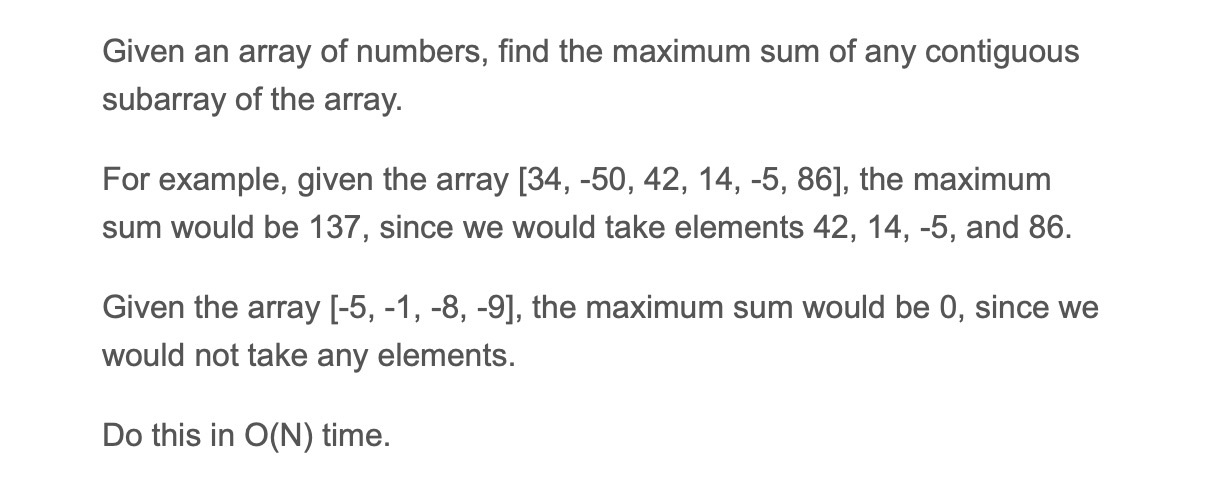 Given an array of numbers, find the maximum sum of any contiguous
subarray of the array.
For example, given the array [34, -50, 42, 14, -5, 86], the maximum
sum would be 137, since we would take elements 42, 14, -5, and 86.
Given the array [-5, -1, -8, -9], the maximum sum would be 0, since we
would not take any elements.
Do this in O(N) time.